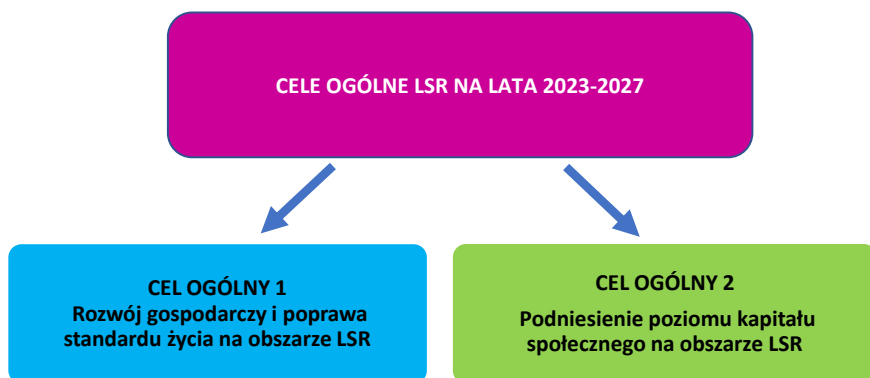 CELE OGÓLNE LSR NA LATA 2023-2027
CEL OGÓLNY 1
Rozwój gospodarczy i poprawa
standardu życia na obszarze LSR
CEL OGÓLNY 2
Podniesienie poziomu kapitału
społecznego na obszarze LSR